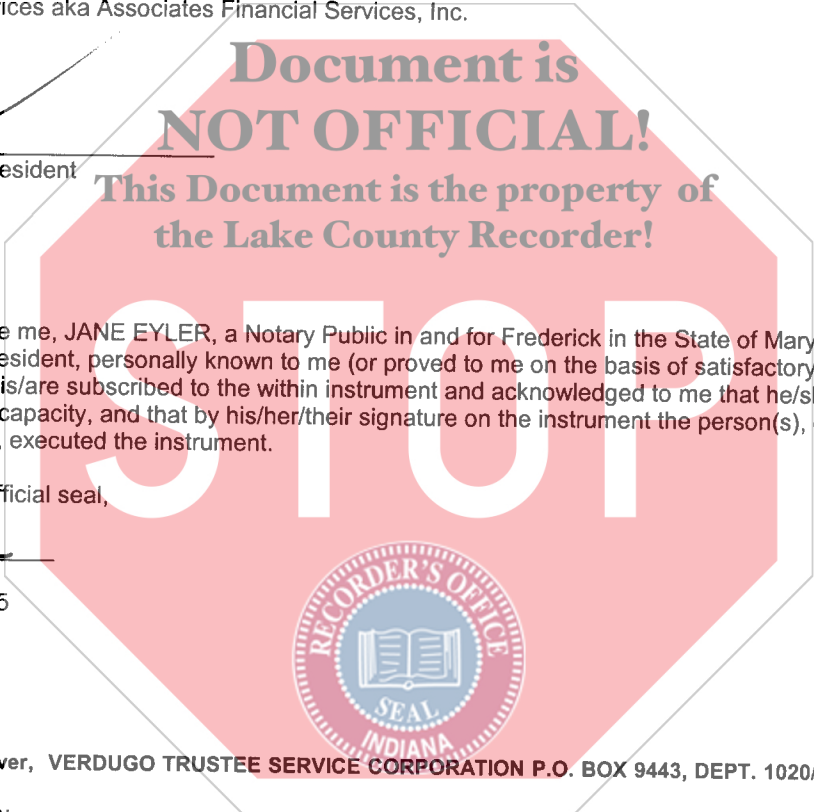 ices aka Associates Financial Services, Inc.
Document is
NOT OFFICIAL!
esident
This Document is the property of
the Lake County Recorder!
STOP
e me, JANE EYLER, a Notary Public in and for Frederick in the State of Mary
esident, personally known to me (or proved to me on the basis of satisfactory
is/are subscribed to the within instrument and acknowledged to me that he/s
capacity, and that by his/her/their signature on the instrument the person(s),
, executed the instrument.
ficial seal,
RECORDER'S OFFICE
SEAL
INDIANA
ver, VERDUGO TRUSTEE SERVICE CORPORATION P.O. BOX 9443, DEPT. 1020/